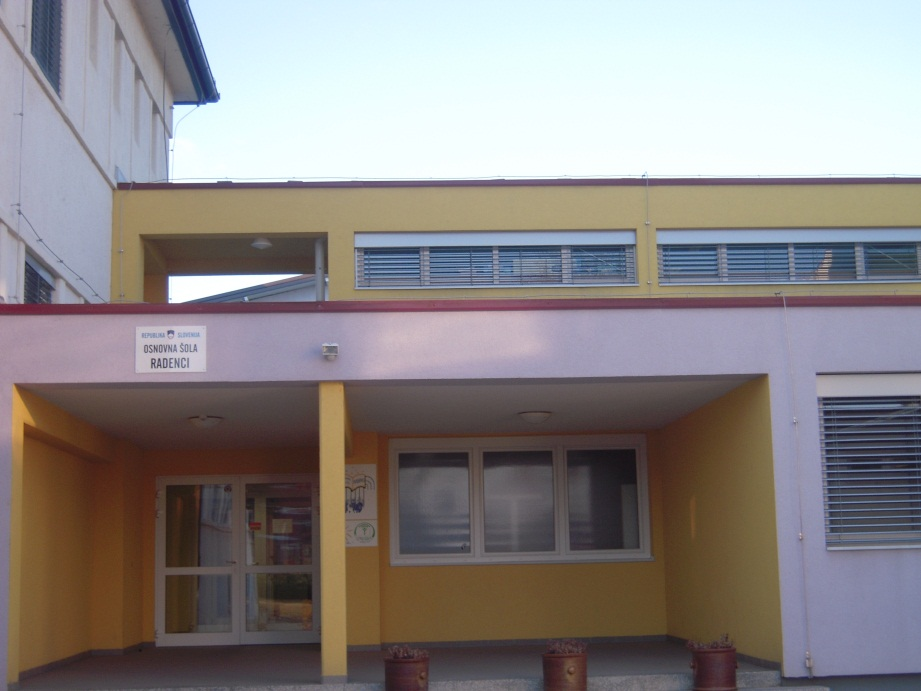 REPUBLIKA SLOVENIJA
OSNOVNA ŠOLA
RADENCI